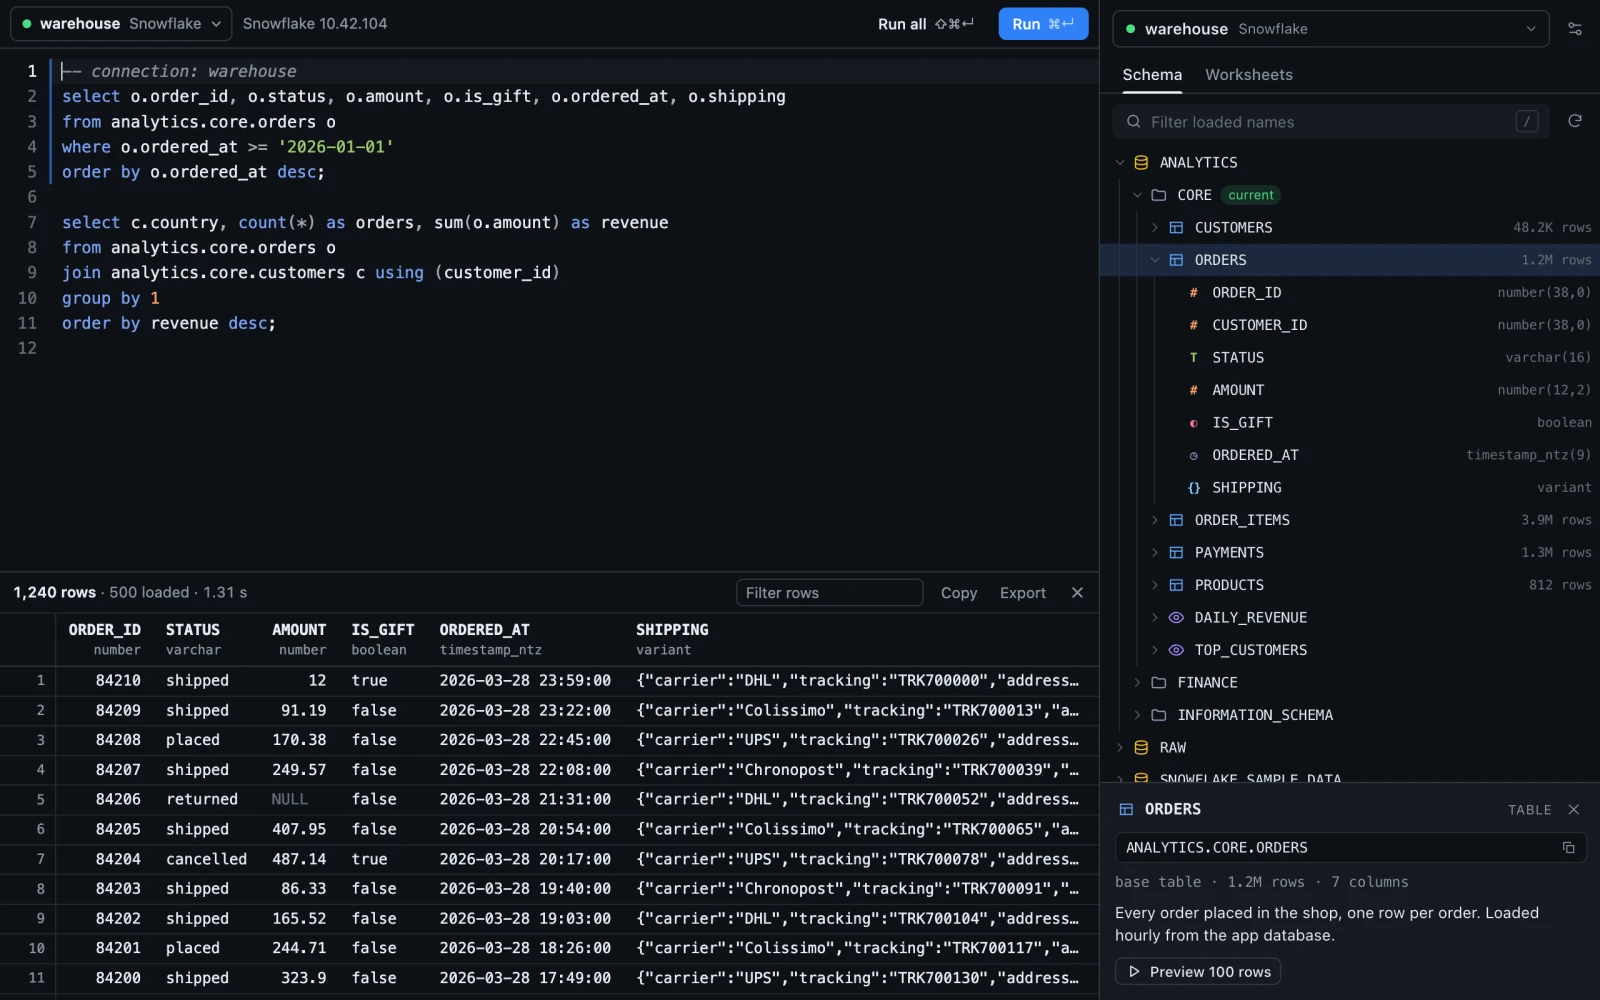 warehouse Snowflake Snowflake 10.42.104 Run all ⇧⌘↵ Run ⌘↵
1 -- connection: warehouse
2 select o.order_id, o.status, o.amount, o.is_gift, o.ordered_at, o.shipping
3 from analytics.core.orders o
4 where o.ordered_at >= '2026-01-01'
5 order by o.ordered_at desc;
6
7 select c.country, count(*) as orders, sum(o.amount) as revenue
8 from analytics.core.orders o
9 join analytics.core.customers c using (customer_id)
10 group by 1
11 order by revenue desc;
12
1,240 rows · 500 loaded · 1.31 s Filter rows Copy Export
ORDER_ID STATUS AMOUNT IS_GIFT ORDERED_AT SHIPPING
number varchar number boolean timestamp_ntz variant
1 84210 shipped 12 true 2026-03-28 23:59:00 {"carrier":"DHL","tracking":"TRK700000","address…
2 84209 shipped 91.19 false 2026-03-28 23:22:00 {"carrier":"Colissimo","tracking":"TRK700013","a…
3 84208 placed 170.38 false 2026-03-28 22:45:00 {"carrier":"UPS","tracking":"TRK700026","address…
4 84207 shipped 249.57 false 2026-03-28 22:08:00 {"carrier":"Chronopost","tracking":"TRK700039","…
5 84206 returned NULL false 2026-03-28 21:31:00 {"carrier":"DHL","tracking":"TRK700052","address…
6 84205 shipped 407.95 false 2026-03-28 20:54:00 {"carrier":"Colissimo","tracking":"TRK700065","a…
7 84204 cancelled 487.14 true 2026-03-28 20:17:00 {"carrier":"UPS","tracking":"TRK700078","address…
8 84203 shipped 86.33 false 2026-03-28 19:40:00 {"carrier":"Chronopost","tracking":"TRK700091","…
9 84202 shipped 165.52 false 2026-03-28 19:03:00 {"carrier":"DHL","tracking":"TRK700104","address…
10 84201 placed 244.71 false 2026-03-28 18:26:00 {"carrier":"Colissimo","tracking":"TRK700117","a…
11 84200 shipped 323.9 false 2026-03-28 17:49:00 {"carrier":"UPS","tracking":"TRK700130","address…
warehouse Snowflake
Schema Worksheets
Filter loaded names /
ANALYTICS
CORE current
CUSTOMERS 48.2K rows
ORDERS 1.2M rows
# ORDER_ID number(38,0)
# CUSTOMER_ID number(38,0)
T STATUS varchar(16)
# AMOUNT number(12,2)
IS_GIFT boolean
ORDERED_AT timestamp_ntz(9)
{} SHIPPING variant
ORDER_ITEMS 3.9M rows
PAYMENTS 1.3M rows
PRODUCTS 812 rows
DAILY_REVENUE
TOP_CUSTOMERS
FINANCE
INFORMATION_SCHEMA
RAW
SNOWFLAKE_SAMPLE_DATA
ORDERS TABLE
ANALYTICS.CORE.ORDERS
base table · 1.2M rows · 7 columns
Every order placed in the shop, one row per order. Loaded
hourly from the app database.
Preview 100 rows